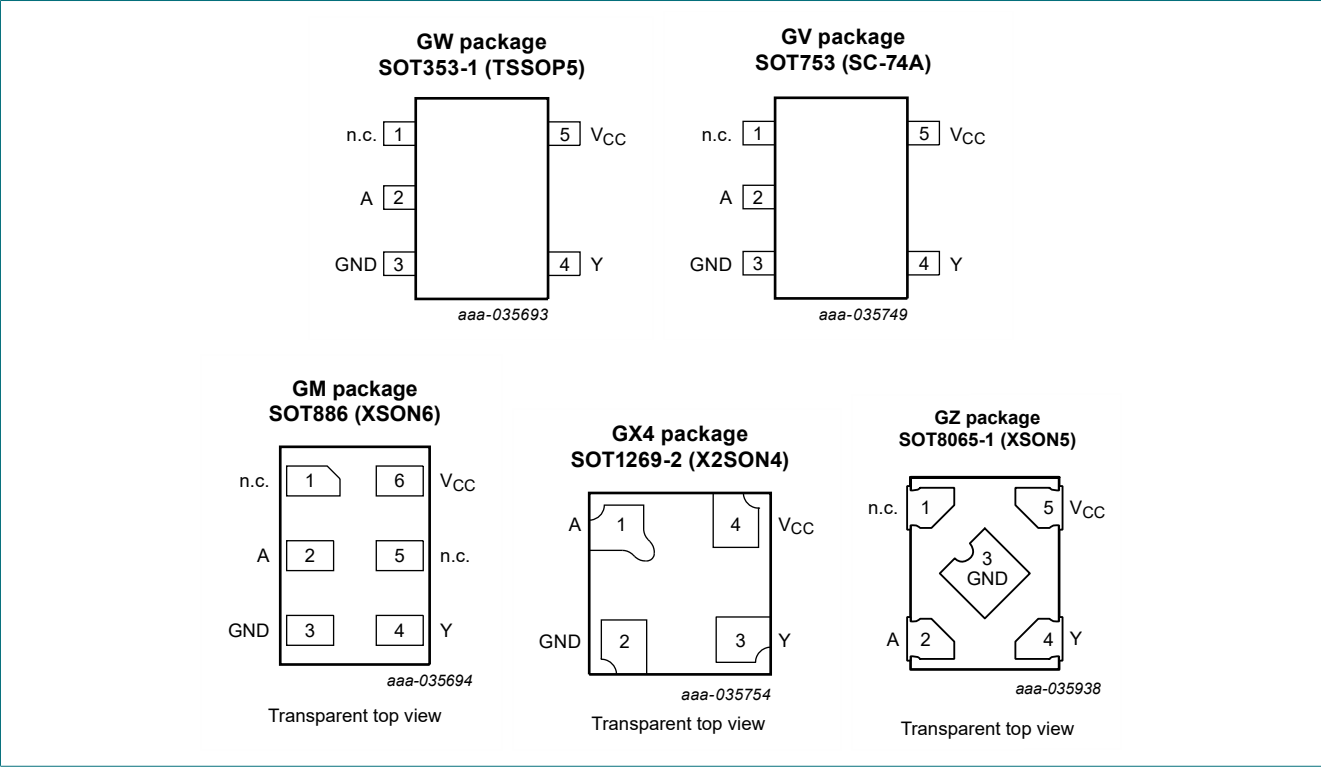 GW package
SOT353-1 (TSSOP5)
n.c. 1
5 VCC
A 2
GND 3
4 Y
aaa-035693
GV package
SOT753 (SC-74A)
n.c. 1
5 VCC
A 2
GND 3
4 Y
aaa-035749
GM package
SOT886 (XSON6)
n.c. 1
6 VCC
A 2
5 n.c.
GND 3
4 Y
aaa-035694
Transparent top view
GX4 package
SOT1269-2 (X2SON4)
A 1
4 VCC
GND 2
3 Y
aaa-035754
Transparent top view
GZ package
SOT8065-1 (XSON5)
n.c. 1
5 VCC
3
GND
A 2
4 Y
aaa-035938
Transparent top view